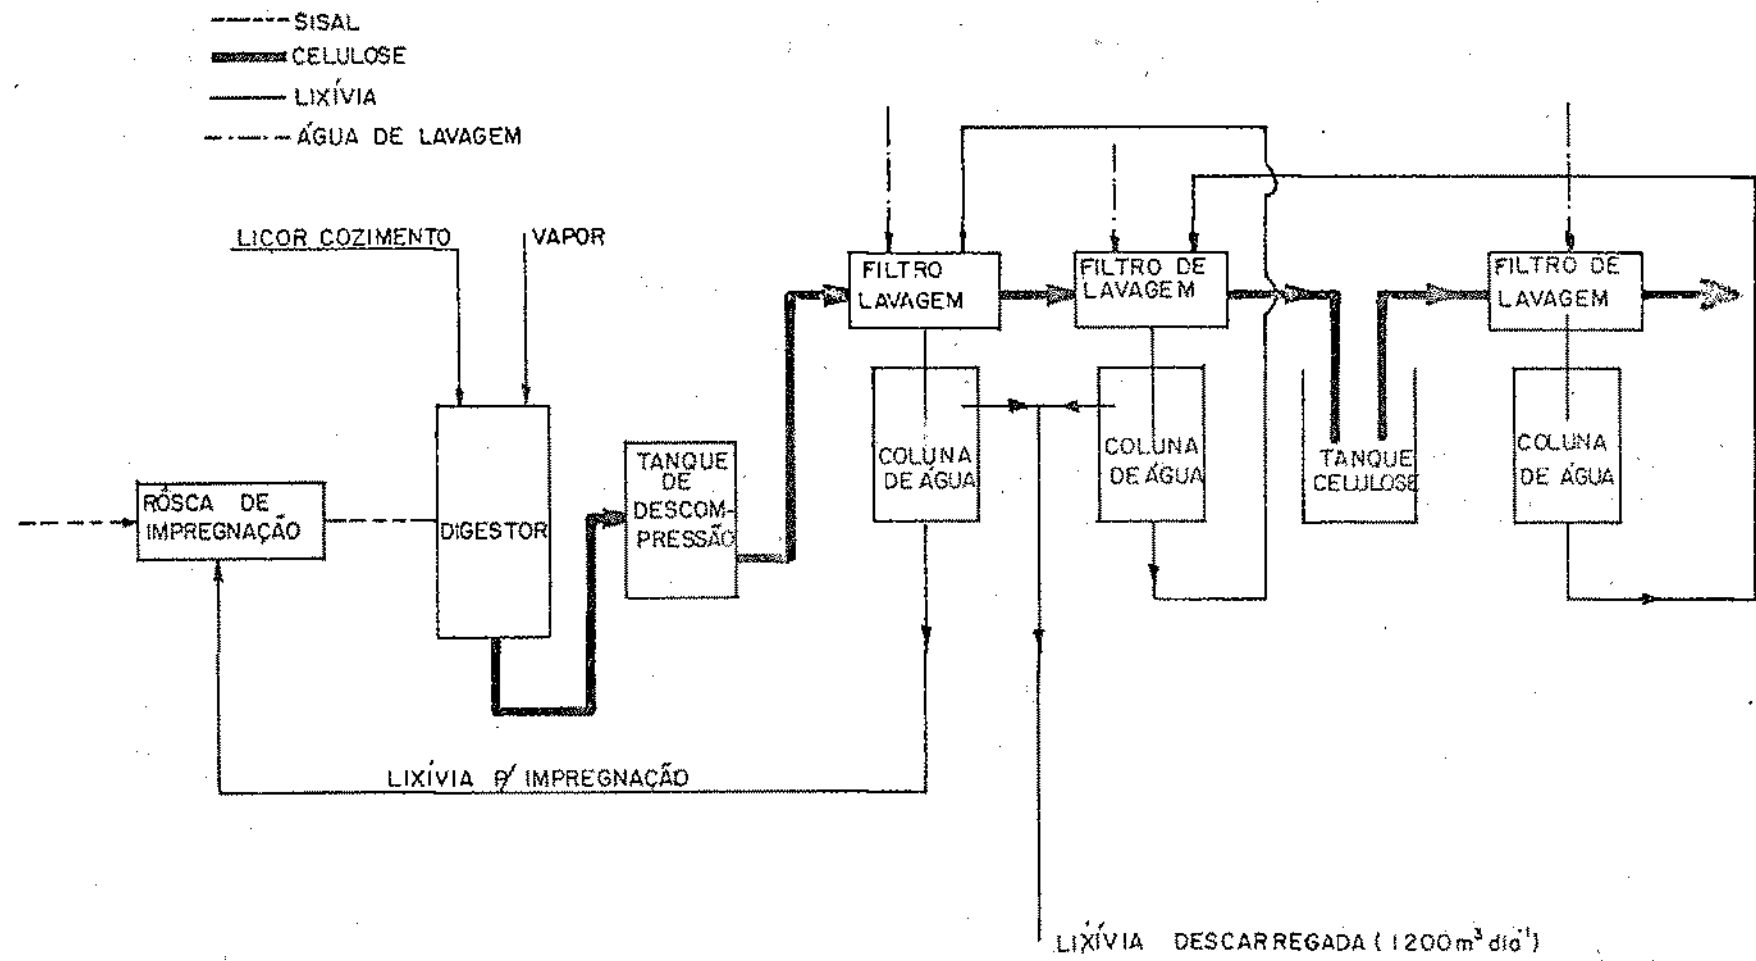 SISAL
CELULOSE
LIXÍVIA
ÁGUA DE LAVAGEM
LICOR COZIMENTO
VAPOR
FILTRO
LAVAGEM
FILTRO DE
LAVAGEM
FILTRO DE
LAVAGEM
COLUNA
DE ÁGUA
COLUNA
DE ÁGUA
TANQUE
CELULOSE
COLUNA
DE ÁGUA
RÔSCA DE
IMPREGNAÇÃO
DIGESTOR
TANQUE
DE
DESCOM-
PRESSÃO
LIXÍVIA P/ IMPREGNAÇÃO
LIXÍVIA DESCARREGADA (1200m³ dia⁻¹)